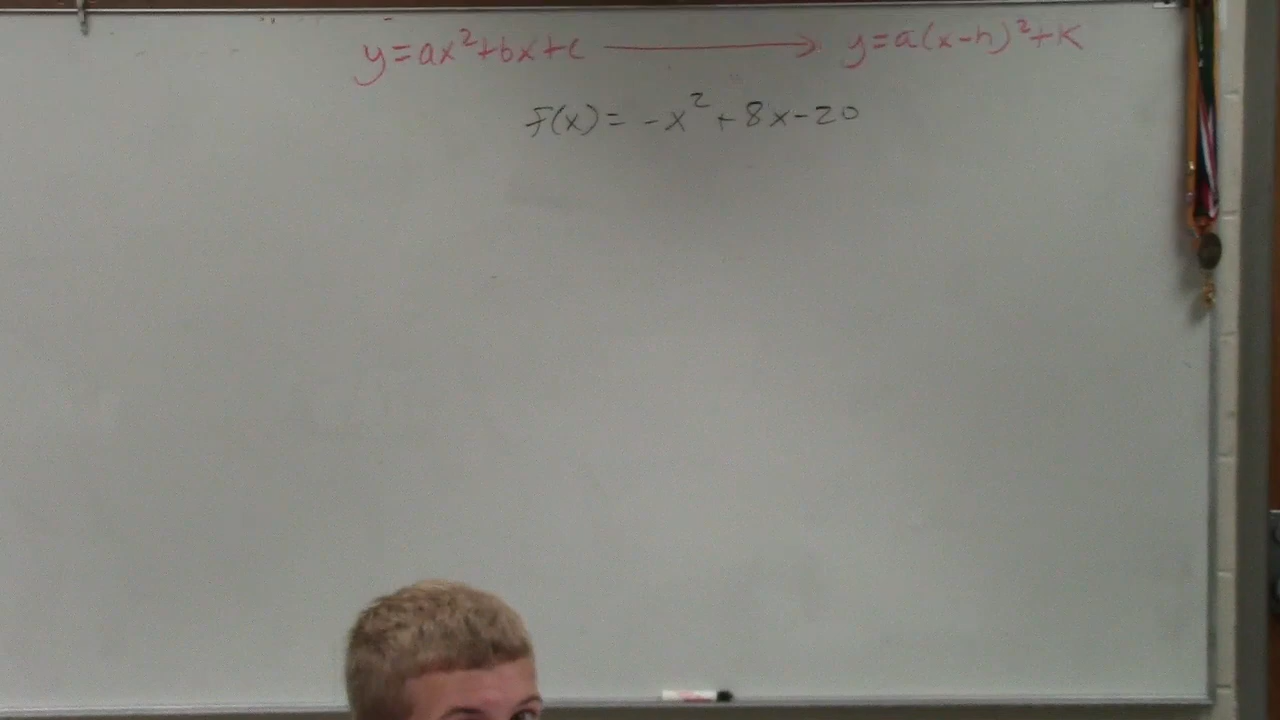 y=ax²+bx+c ⟶ y=a(x-h)²+k
f(x)= -x²+8x-20